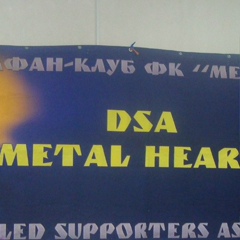 ФАН-КЛУБ ФК "МЕ
DSA
METAL HEAR
LED SUPPORTERS AS